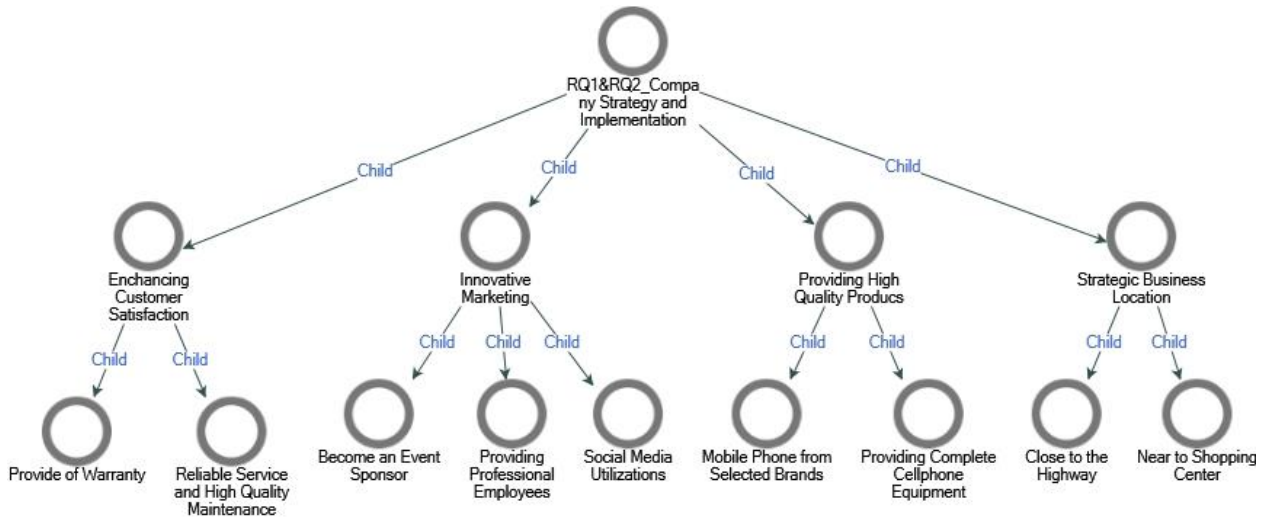 RQ1&RQ2_Compa
ny Strategy and
Implementation
Child
Child
Child
Child
Enchancing
Customer
Satisfaction
Innovative
Marketing
Providing High
Quality Producs
Strategic Business
Location
Child
Child
Child
Child
Child
Child
Child
Child
Child
Provide of Warranty
Reliable Service
and High Quality
Maintenance
Become an Event
Sponsor
Providing
Professional
Employees
Social Media
Utilizations
Mobile Phone from
Selected Brands
Providing Complete
Cellphone
Equipment
Close to the
Highway
Near to Shopping
Center